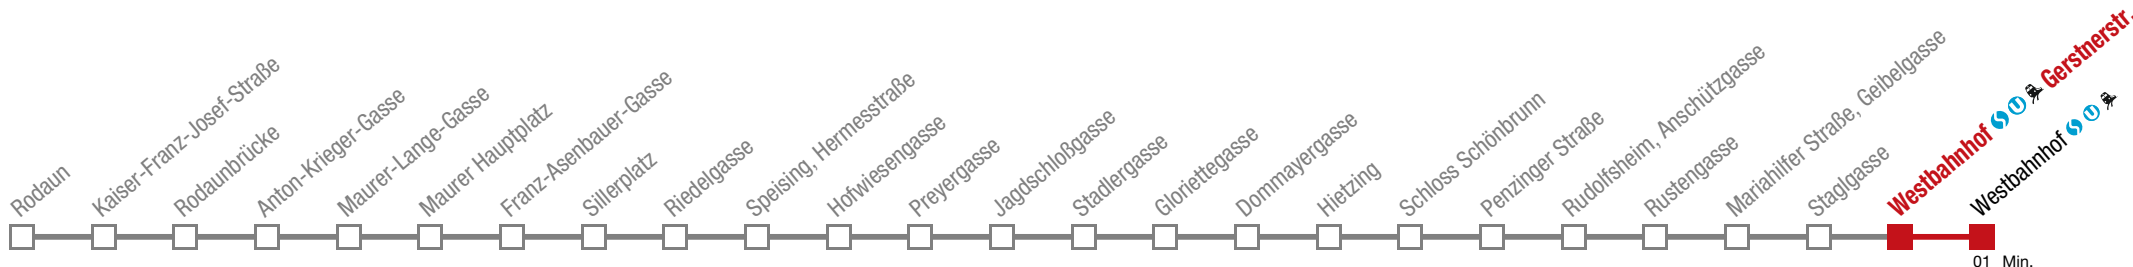 Rodaun
Kaiser-Franz-Josef-Straße
Rodaunbrücke
Anton-Krieger-Gasse
Maurer-Lange-Gasse
Maurer Hauptplatz
Franz-Asenbauer-Gasse
Sillerplatz
Riedelgasse
Speising, Hermesstraße
Hofwiesengasse
Preyergasse
Jagdschloßgasse
Stadlergasse
Gloriettegasse
Dommayergasse
Hietzing
Schloss Schönbrunn
Penzinger Straße
Rudolfsheim, Anschützgasse
Rustengasse
Mariahilfer Straße, Geibelgasse
Staglgasse
Westbahnhof S U Gerstnerstr.
Westbahnhof S U
01 Min.